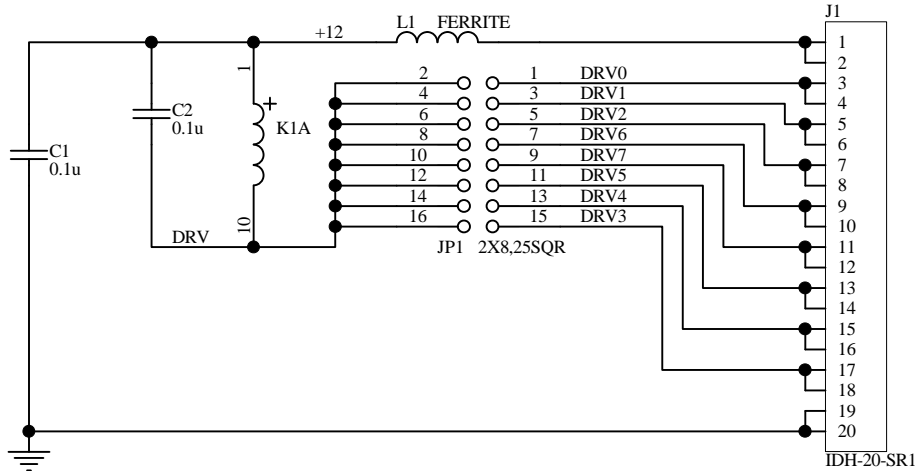 J1
L1 FERRITE
+12
1
1
2
2 1 DRV0 3
4 3 DRV1 4
6 5 DRV2 5
8 7 DRV6 6
10 9 DRV7 7
12 11 DRV5 8
14 13 DRV4 9
16 15 DRV3 10
C2
0.1u
K1A
+
C1
0.1u
10
DRV
JP1 2X8,25SQR
11
12
13
14
15
16
17
18
19
20
IDH-20-SR1